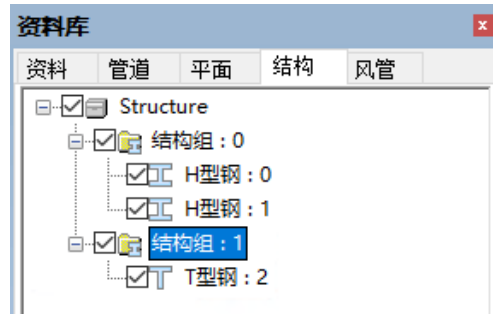 资料库
资料 管道 平面 结构 风管
Structure
结构组 : 0
H型钢 : 0
H型钢 : 1
结构组 : 1
T型钢 : 2